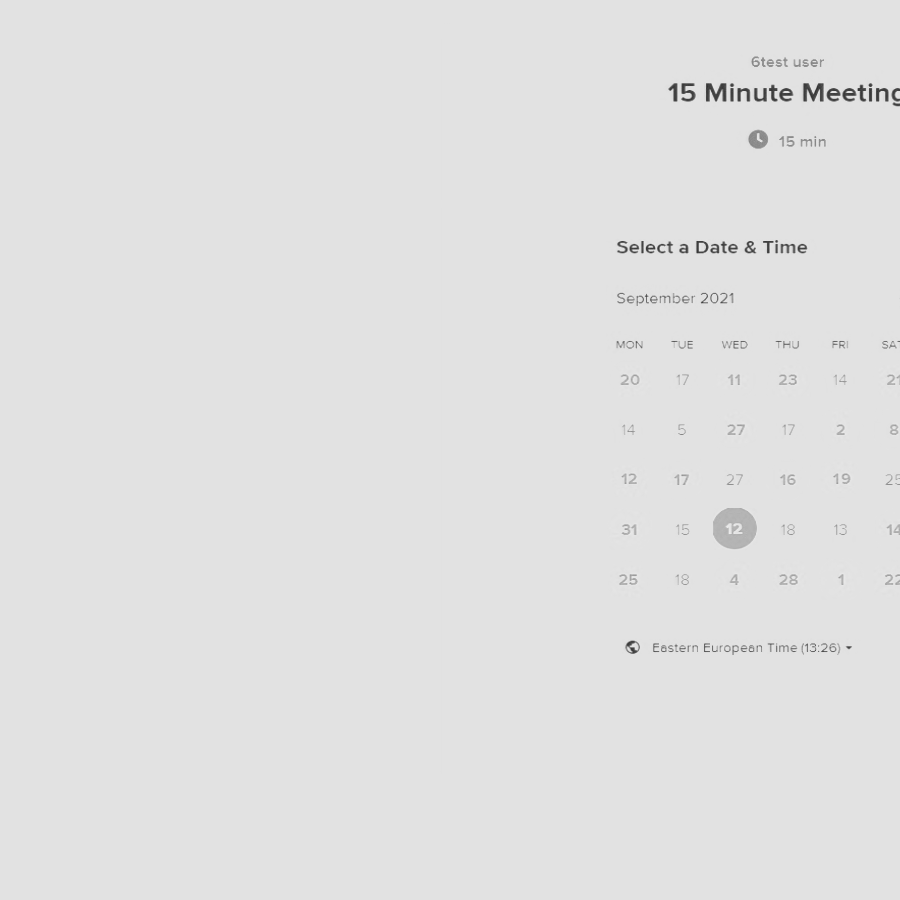 6test user
15 Minute Meeting
15 min
Select a Date & Time
September 2021
MON TUE WED THU FRI SAT
20 17 11 23 14 21
14 5 27 17 2 8
12 17 27 16 19 25
31 15 12 18 13 14
25 18 4 28 1 22
Eastern European Time (13:26)